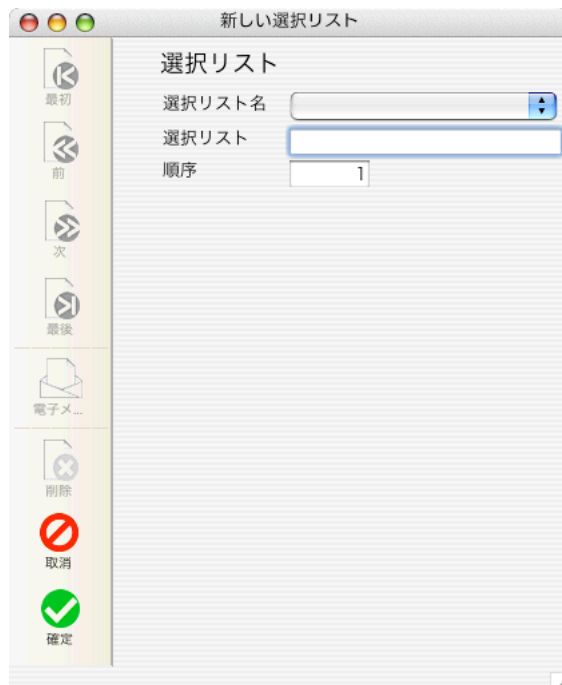 新しい選択リスト
選択リスト
選択リスト名
選択リスト
順序 1
最初
前
次
最後
電子メ...
削除
取消
確定